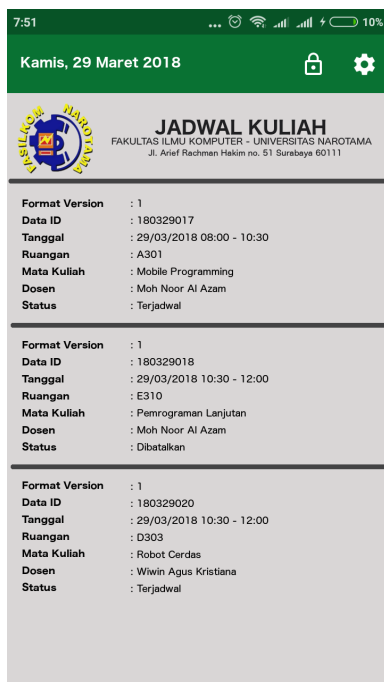 7:51 ... 10%
Kamis, 29 Maret 2018
FASILKOM NAROTAMA
JADWAL KULIAH
FAKULTAS ILMU KOMPUTER - UNIVERSITAS NAROTAMA
Jl. Arief Rachman Hakim no. 51 Surabaya 60111
Format Version : 1
Data ID : 180329017
Tanggal : 29/03/2018 08:00 - 10:30
Ruangan : A301
Mata Kuliah : Mobile Programming
Dosen : Moh Noor Al Azam
Status : Terjadwal
Format Version : 1
Data ID : 180329018
Tanggal : 29/03/2018 10:30 - 12:00
Ruangan : E310
Mata Kuliah : Pemrograman Lanjutan
Dosen : Moh Noor Al Azam
Status : Dibatalkan
Format Version : 1
Data ID : 180329020
Tanggal : 29/03/2018 10:30 - 12:00
Ruangan : D303
Mata Kuliah : Robot Cerdas
Dosen : Wiwin Agus Kristiana
Status : Terjadwal